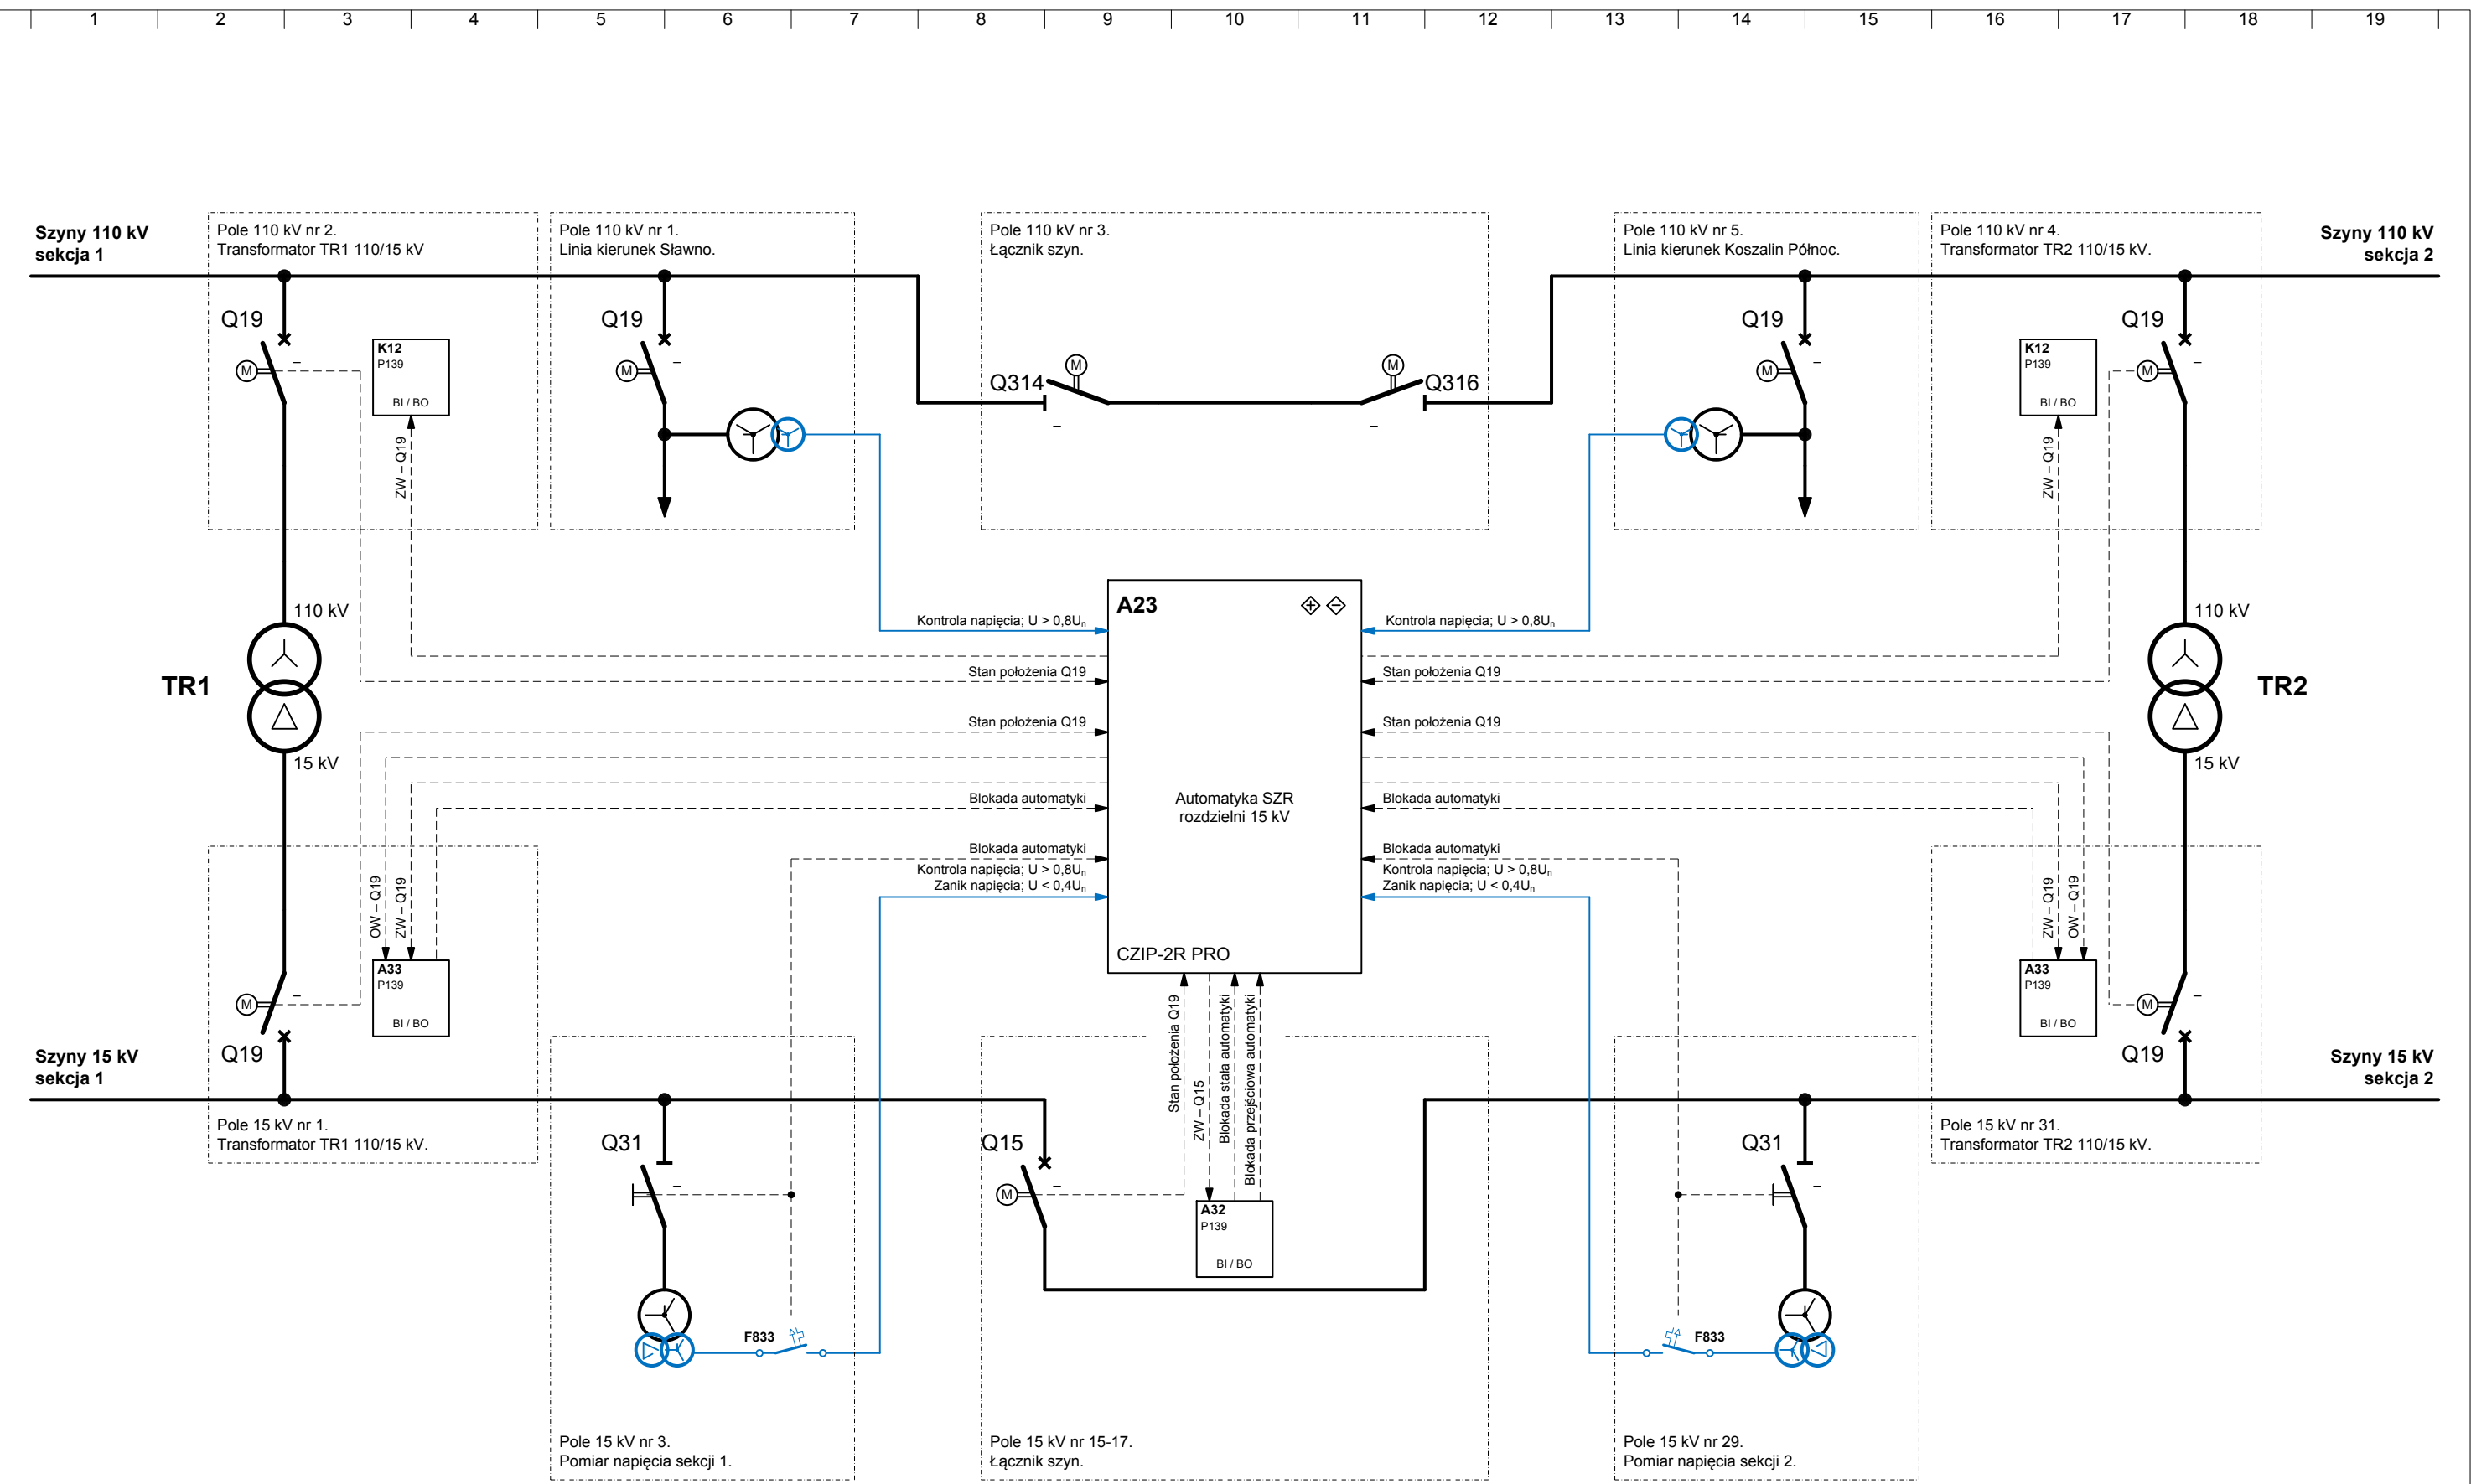 1 2 3 4 5 6 7 8 9 10 11 12 13 14 15 16 17 18 19
Szyny 110 kV
sekcja 1
Pole 110 kV nr 2.
Transformator TR1 110/15 kV
Pole 110 kV nr 1.
Linia kierunek Sławno.
Pole 110 kV nr 3.
Łącznik szyn.
Pole 110 kV nr 5.
Linia kierunek Koszalin Północ.
Pole 110 kV nr 4.
Transformator TR2 110/15 kV.
Szyny 110 kV
sekcja 2
Q19
M
K12
P139
BI / BO
ZW – Q19
Q19
M
Q314
M
M
Q316
Q19
M
K12
P139
BI / BO
ZW – Q19
Q19
M
110 kV
TR1
15 kV
A23
Automatyka SZR
rozdzielni 15 kV
CZIP-2R PRO
Kontrola napięcia; U > 0,8Un
Stan położenia Q19
Stan położenia Q19
Blokada automatyki
Blokada automatyki
Kontrola napięcia; U > 0,8Un
Zanik napięcia; U < 0,4Un
Kontrola napięcia; U > 0,8Un
Stan położenia Q19
Stan położenia Q19
Blokada automatyki
Blokada automatyki
Kontrola napięcia; U > 0,8Un
Zanik napięcia; U < 0,4Un
110 kV
TR2
15 kV
OW – Q19
ZW – Q19
A33
P139
BI / BO
M
Q19
Szyny 15 kV
sekcja 1
Pole 15 kV nr 1.
Transformator TR1 110/15 kV.
Stan położenia Q19
ZW – Q15
Blokada stała automatyki
Blokada przejściowa automatyki
ZW – Q19
OW – Q19
A33
P139
BI / BO
M
Q19
Szyny 15 kV
sekcja 2
Pole 15 kV nr 31.
Transformator TR2 110/15 kV.
Q31
F833
Pole 15 kV nr 3.
Pomiar napięcia sekcji 1.
Q15
M
A32
P139
BI / BO
Pole 15 kV nr 15-17.
Łącznik szyn.
Q31
F833
Pole 15 kV nr 29.
Pomiar napięcia sekcji 2.